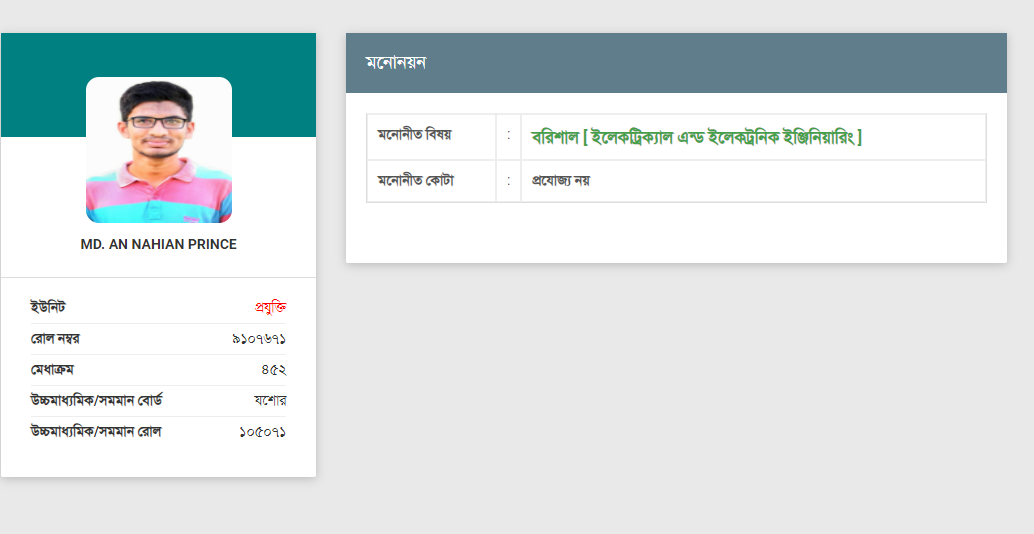 MD. AN NAHIAN PRINCE
ইউনিট প্রযুক্তি
রোল নম্বর ৯১০৭৬৭১
মেধাক্রম ৪৫২
উচ্চমাধ্যমিক/সমমান বোর্ড যশোর
উচ্চমাধ্যমিক/সমমান রোল ১০৫০৭১
মনোনয়ন
মনোনীত বিষয় : বরিশাল [ ইলেকট্রিক্যাল এন্ড ইলেকট্রনিক ইঞ্জিনিয়ারিং ]
মনোনীত কোটা : প্রযোজ্য নয়